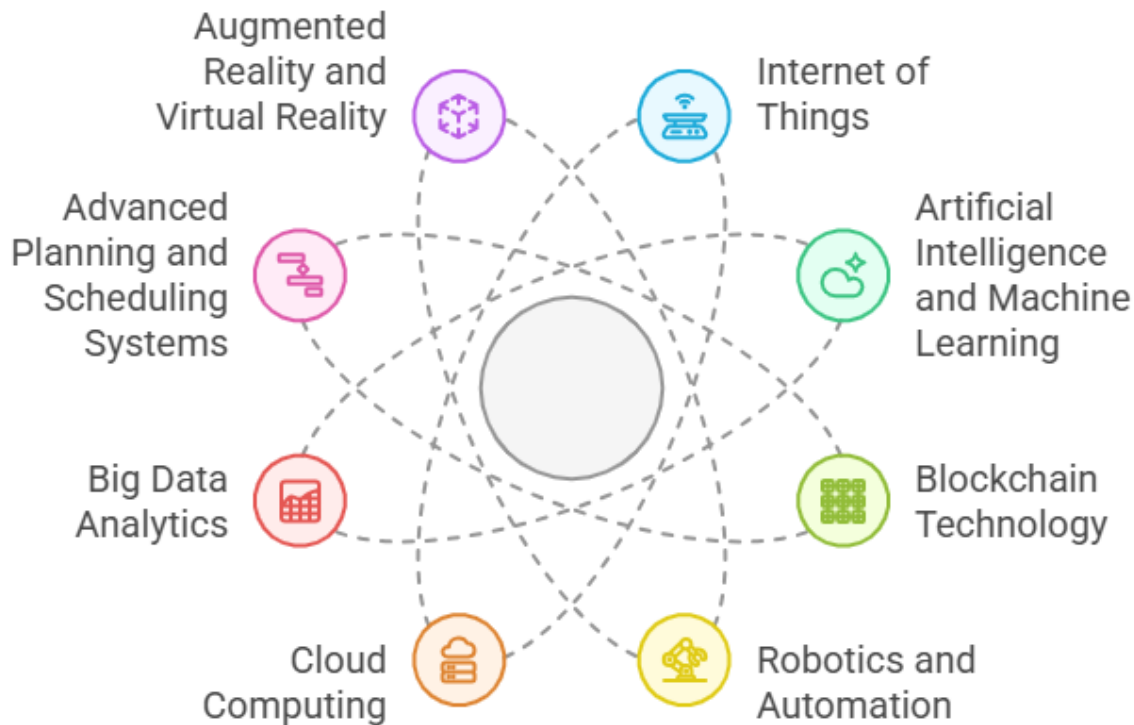 Augmented
Reality and
Virtual Reality
Internet of
Things
Advanced
Planning and
Scheduling
Systems
Artificial
Intelligence
and Machine
Learning
Big Data
Analytics
Blockchain
Technology
Cloud
Computing
Robotics and
Automation